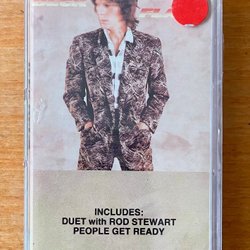 INCLUDES:
DUET with ROD STEWART
PEOPLE GET READY